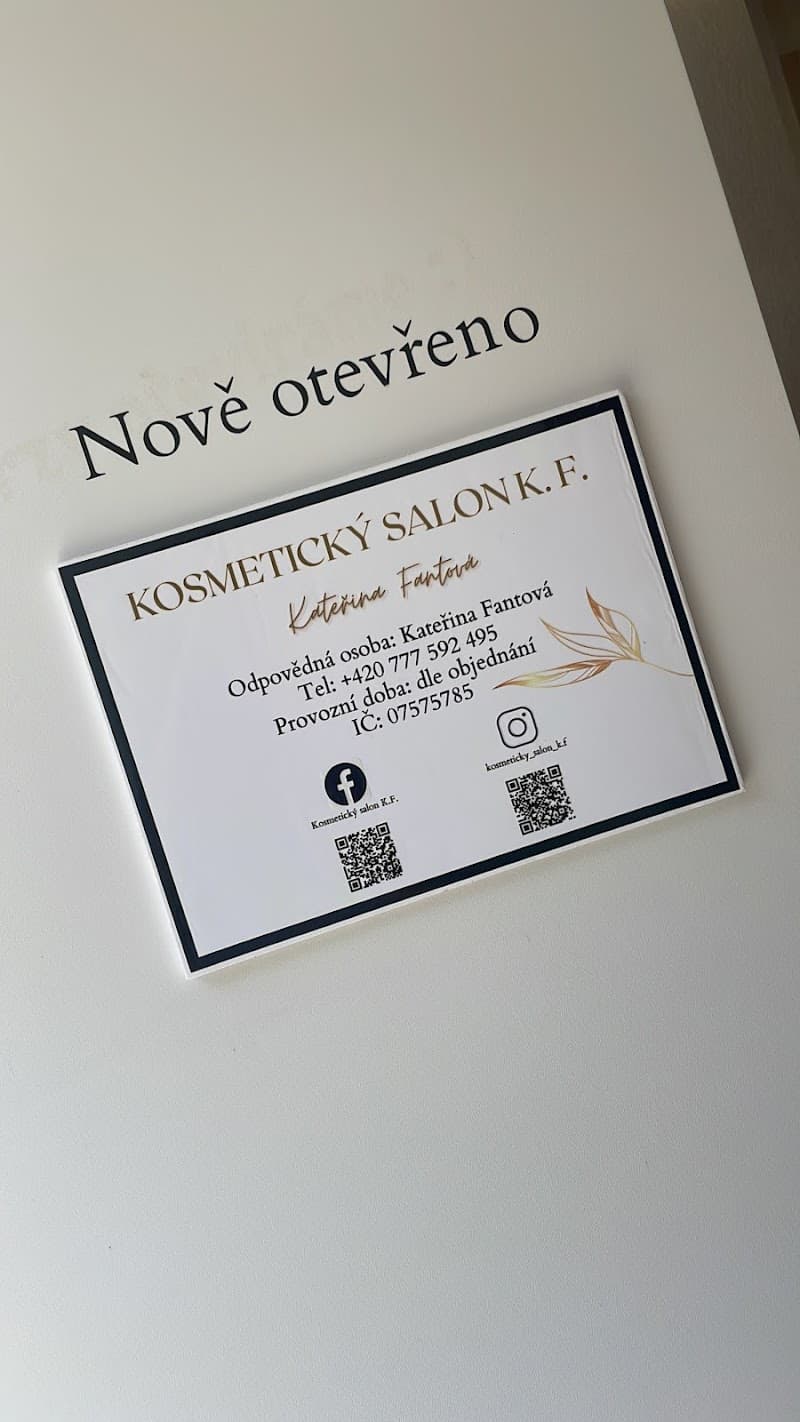 Nově otevřeno
KOSMETICKÝ SALON K. F.
Kateřina Fantová
Odpovědná osoba: Kateřina Fantová
Tel: +420 777 592 495
Provozní doba: dle objednání
IČ: 07575785
Kosmetický salon K.F.
kosmeticky_salon_k.f